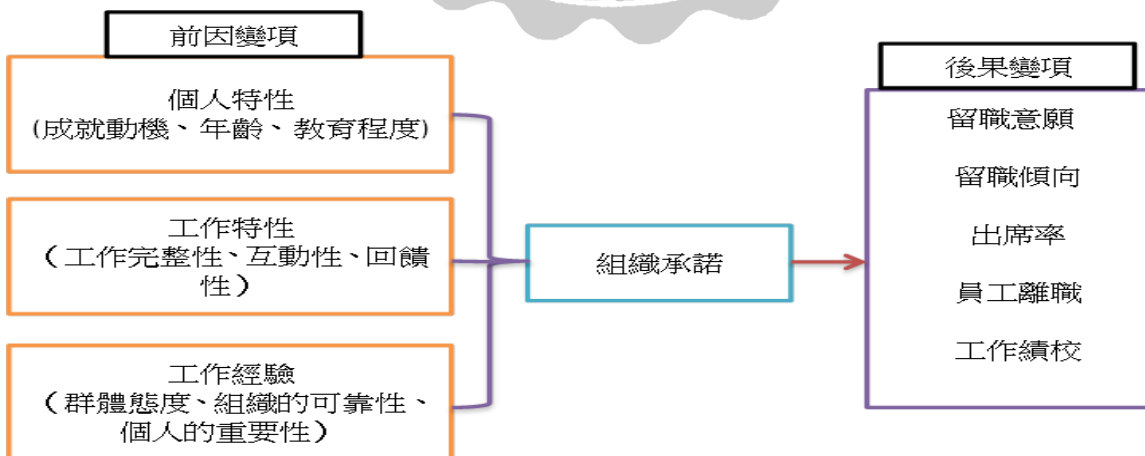 前因變項
個人特性
(成就動機、年齡、教育程度)
工作特性
（工作完整性、互動性、回饋
性）
工作經驗
（群體態度、組織的可靠性、
個人的重要性）
組織承諾
後果變項
留職意願
留職傾向
出席率
員工離職
工作績校